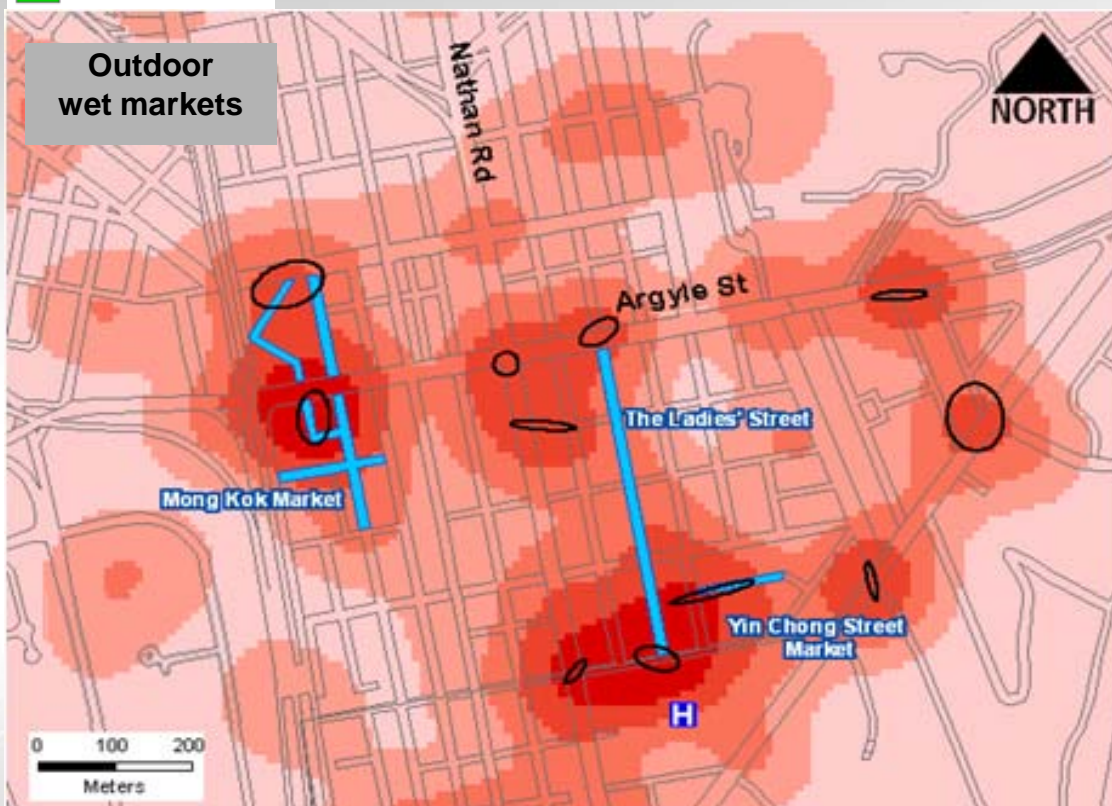 Outdoor
wet markets
Nathan Rd
NORTH
Argyle St
The Ladies' Street
Mong Kok Market
Yin Chong Street
Market
H
0 100 200
Meters